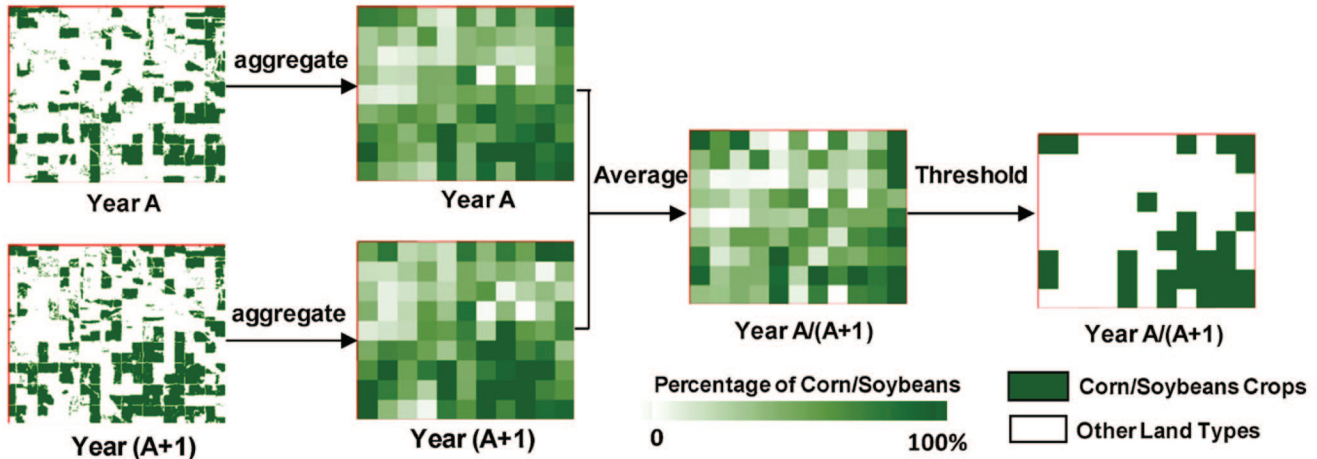 aggregate
Year A
Year A
Average
Threshold
aggregate
Year (A+1)
Year (A+1)
Year A/(A+1)
Year A/(A+1)
Percentage of Corn/Soybeans
0
100%
Corn/Soybeans Crops
Other Land Types